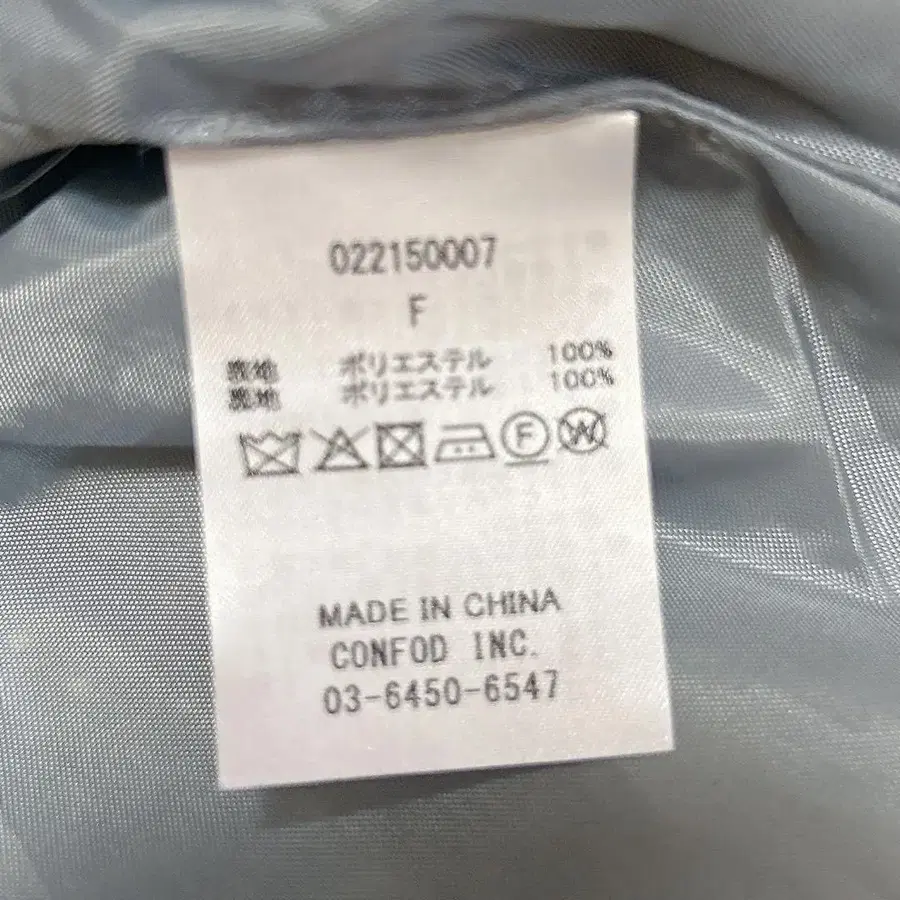 022150007
F
表地 ポリエステル 100%
裏地 ポリエステル 100%
F W
MADE IN CHINA
CONFOD INC.
03-6450-6547